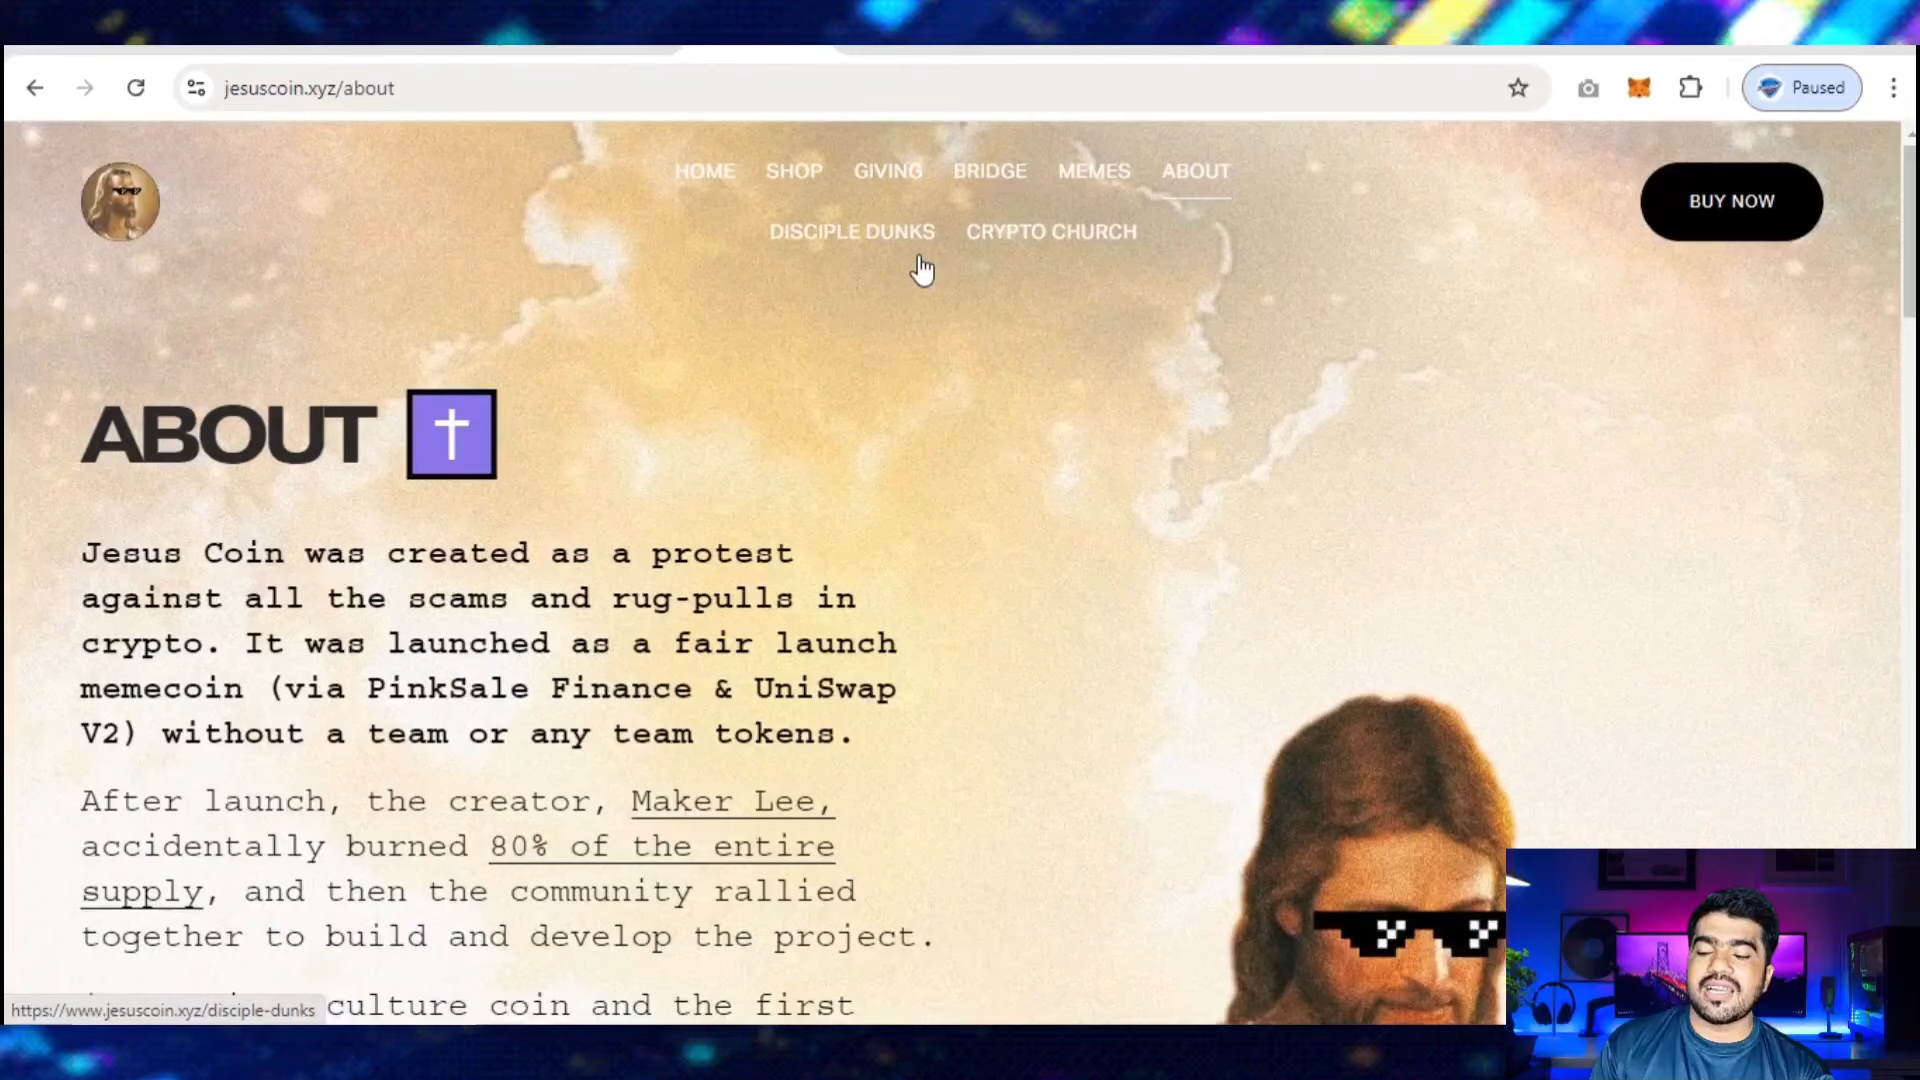 jesuscoin.xyz/about
Paused
HOME SHOP GIVING BRIDGE MEMES ABOUT
DISCIPLE DUNKS CRYPTO CHURCH
BUY NOW
ABOUT
Jesus Coin was created as a protest
against all the scams and rug-pulls in
crypto. It was launched as a fair launch
memecoin (via PinkSale Finance & UniSwap
V2) without a team or any team tokens.
After launch, the creator, Maker Lee,
accidentally burned 80% of the entire
supply, and then the community rallied
together to build and develop the project.
culture coin and the first
https://www.jesuscoin.xyz/disciple-dunks